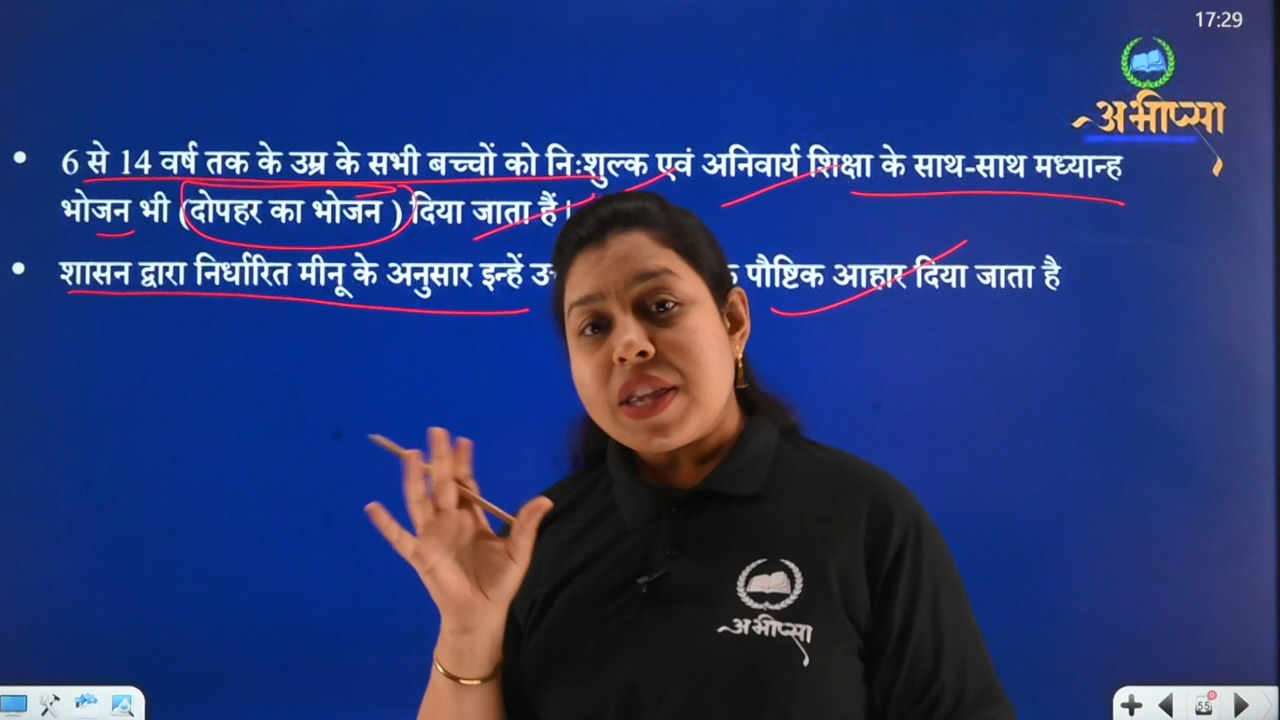 17:29
अभीप्सा
6 से 14 वर्ष तक के उम्र के सभी बच्चों को निःशुल्क एवं अनिवार्य शिक्षा के साथ-साथ मध्यान्ह
भोजन भी (दोपहर का भोजन ) दिया जाता हैं।
शासन द्वारा निर्धारित मीनू के अनुसार इन्हें पौष्टिक आहार दिया जाता है
अभीप्सा
55